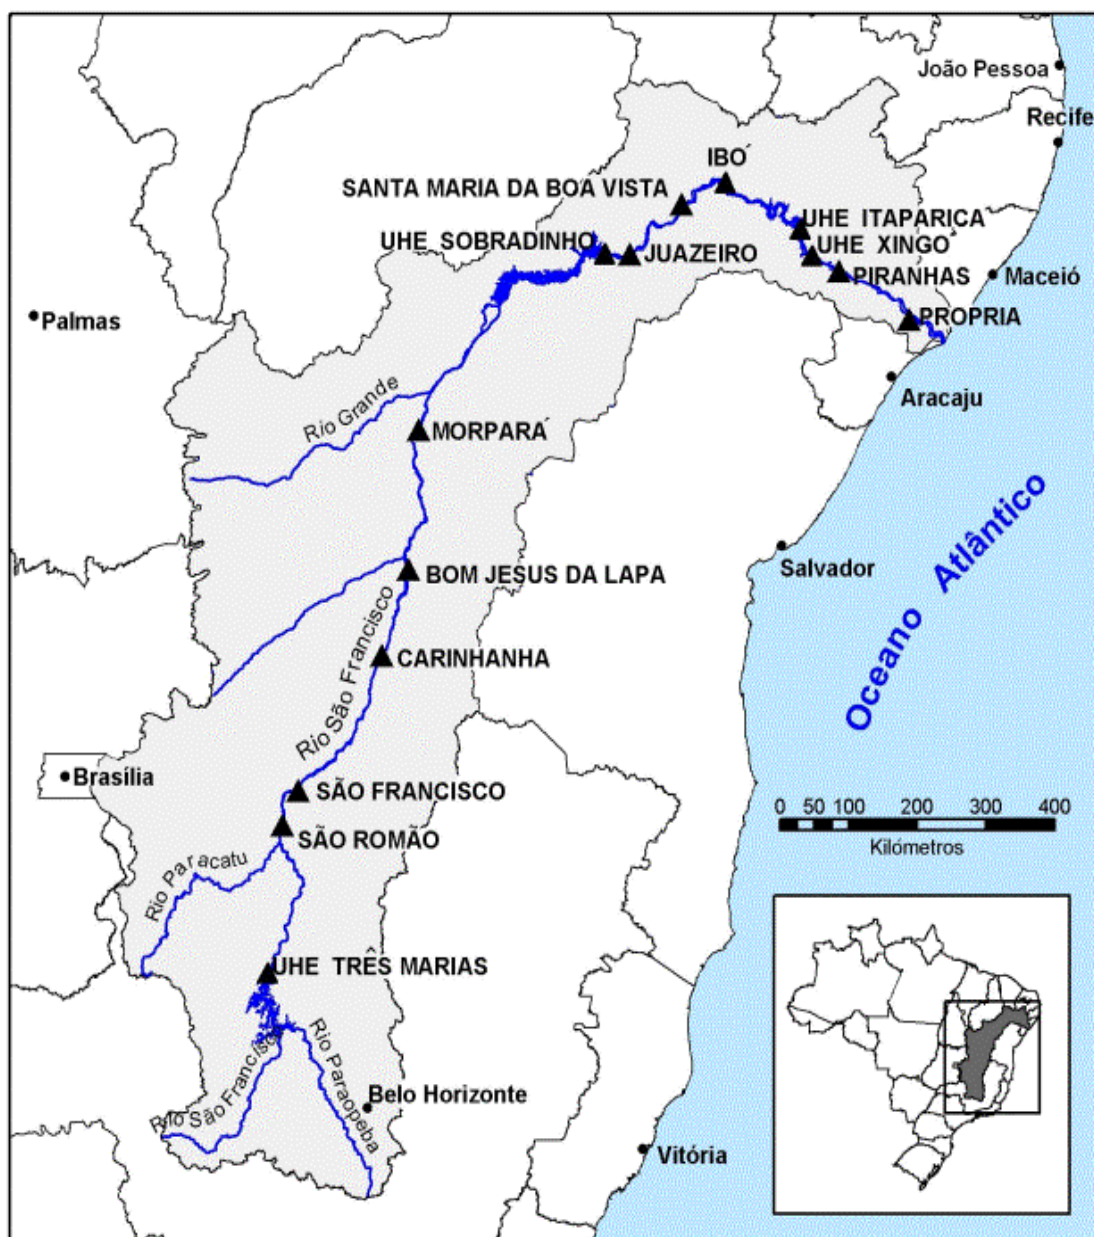 João Pessoa
Recife
IBÓ
SANTA MARIA DA BOA VISTA
UHE ITAPARICA
UHE SOBRADINHO
JUAZEIRO
UHE XINGÓ
PIRANHAS
Maceió
PROPRIA
Palmas
Aracaju
Rio Grande
MORPARÁ
Oceano Atlântico
Salvador
BOM JESUS DA LAPA
Rio São Francisco
CARINHANHA
Brasília
SÃO FRANCISCO
SÃO ROMÃO
0 50 100 200 300 400
Kilómetros
Rio Paracatu
UHE TRÊS MARIAS
Rio São Francisco
Rio Paraopeba
Belo Horizonte
Vitória